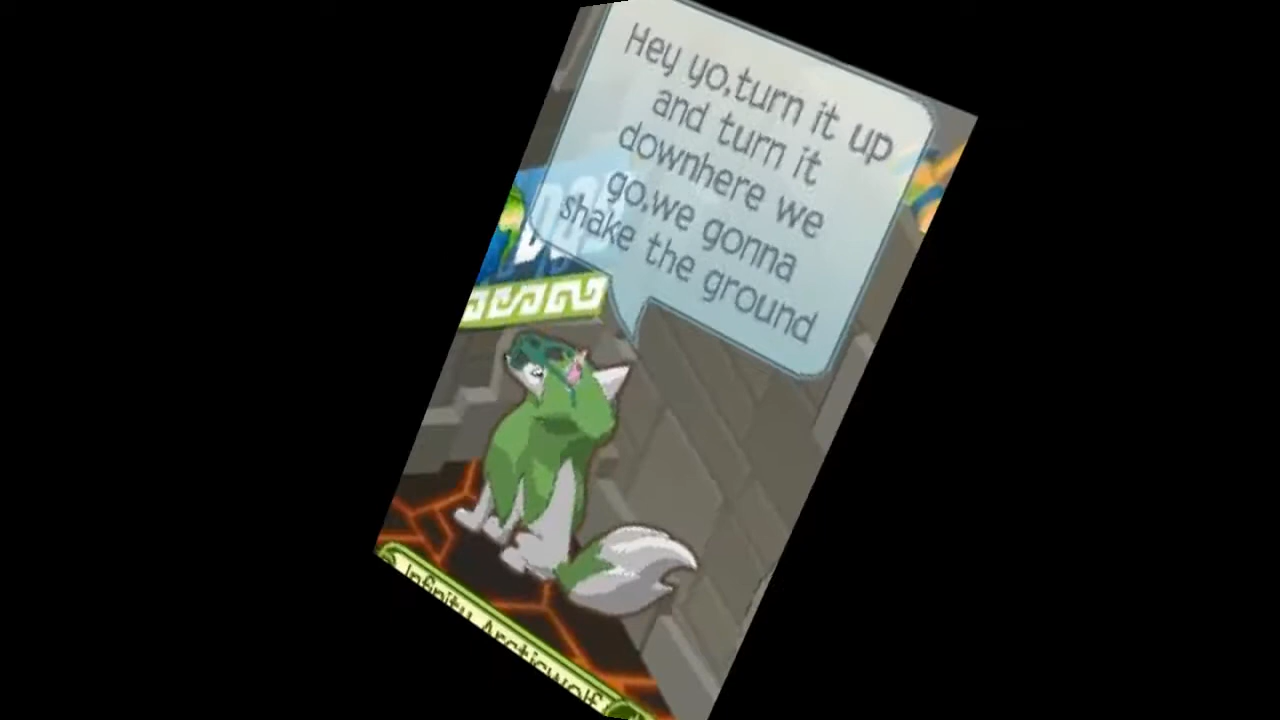 Hey yo,turn it up
and turn it
downhere we
go,we gonna
shake the ground
Infinity Arcticwolf